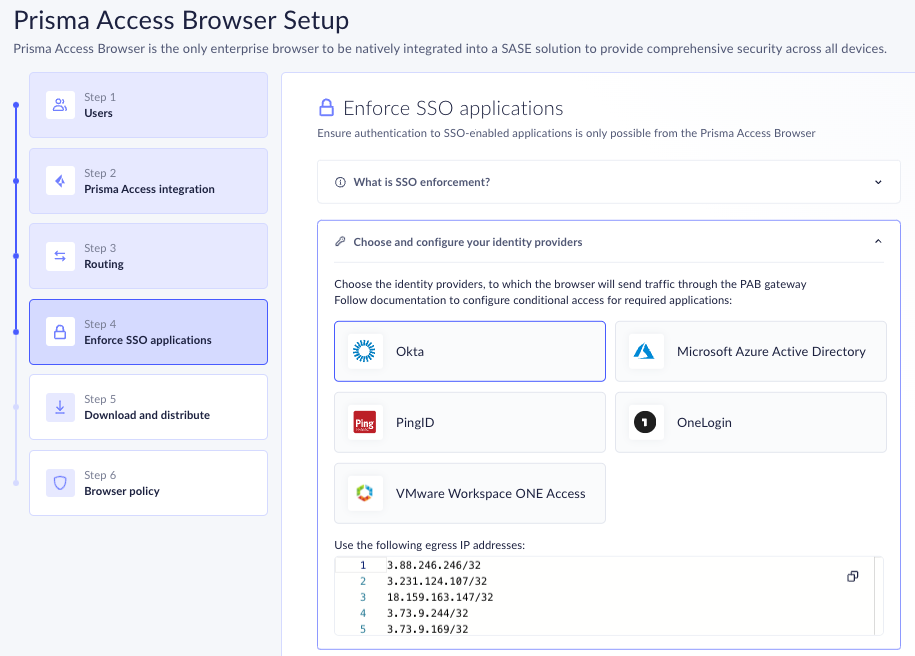 Prisma Access Browser Setup
Prisma Access Browser is the only enterprise browser to be natively integrated into a SASE solution to provide comprehensive security across all devices.
Step 1
Users
Step 2
Prisma Access integration
Step 3
Routing
Step 4
Enforce SSO applications
Step 5
Download and distribute
Step 6
Browser policy
Enforce SSO applications
Ensure authentication to SSO-enabled applications is only possible from the Prisma Access Browser
What is SSO enforcement?
Choose and configure your identity providers
Choose the identity providers, to which the browser will send traffic through the PAB gateway
Follow documentation to configure conditional access for required applications:
Okta
Microsoft Azure Active Directory
Ping
PingID
1
OneLogin
VMware Workspace ONE Access
Use the following egress IP addresses:
1 3.88.246.246/32
2 3.231.124.107/32
3 18.159.163.147/32
4 3.73.9.244/32
5 3.73.9.169/32